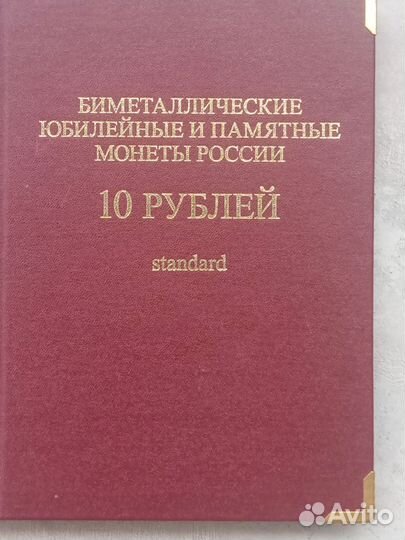 БИМЕТАЛЛИЧЕСКИЕ
ЮБИЛЕЙНЫЕ И ПАМЯТНЫЕ
МОНЕТЫ РОССИИ
10 РУБЛЕЙ
standard
Avito